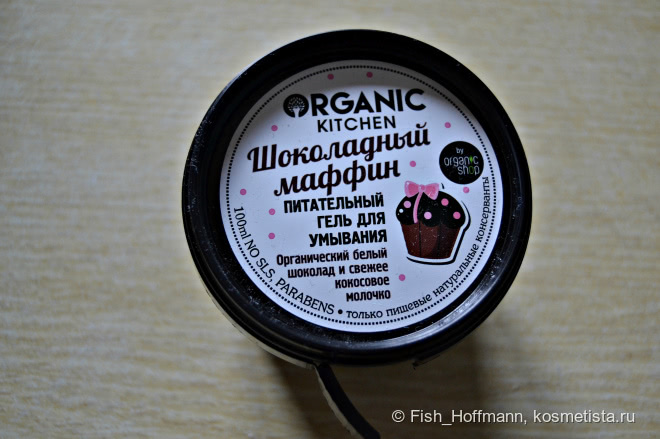 ORGANIC
KITCHEN
Шоколадный
маффин
by
organic
shop
ПИТАТЕЛЬНЫЙ
ГЕЛЬ ДЛЯ
УМЫВАНИЯ
Органический белый
шоколад и свежее
кокосовое
молочко
100ml NO SLS, PARABENS • только пищевые натуральные консерванты
© Fish_Hoffmann, kosmetista.ru